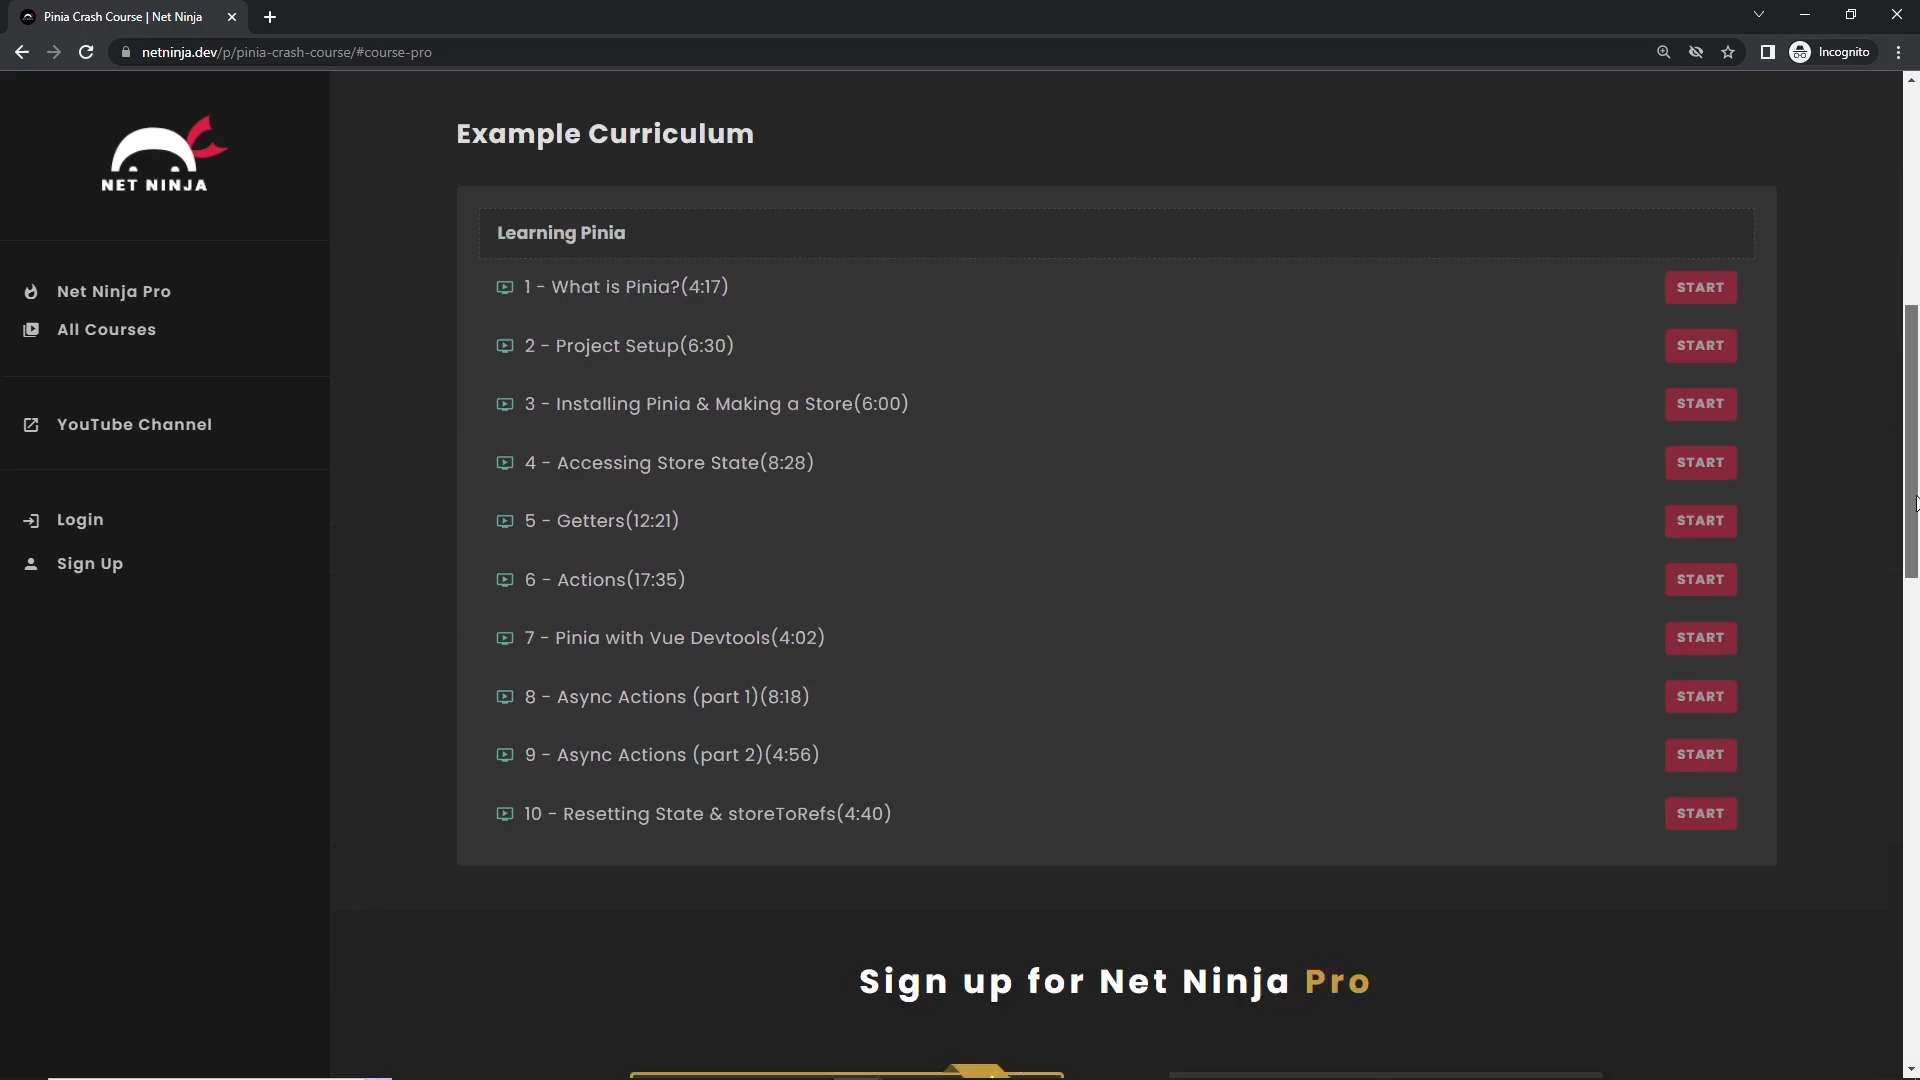 Pinia Crash Course | Net Ninja
netninja.dev/p/pinia-crash-course/#course-pro
Incognito
NET NINJA
Net Ninja Pro
All Courses
YouTube Channel
Login
Sign Up
Example Curriculum
Learning Pinia
1 - What is Pinia?(4:17) START
2 - Project Setup(6:30) START
3 - Installing Pinia & Making a Store(6:00) START
4 - Accessing Store State(8:28) START
5 - Getters(12:21) START
6 - Actions(17:35) START
7 - Pinia with Vue Devtools(4:02) START
8 - Async Actions (part 1)(8:18) START
9 - Async Actions (part 2)(4:56) START
10 - Resetting State & storeToRefs(4:40) START
Sign up for Net Ninja Pro